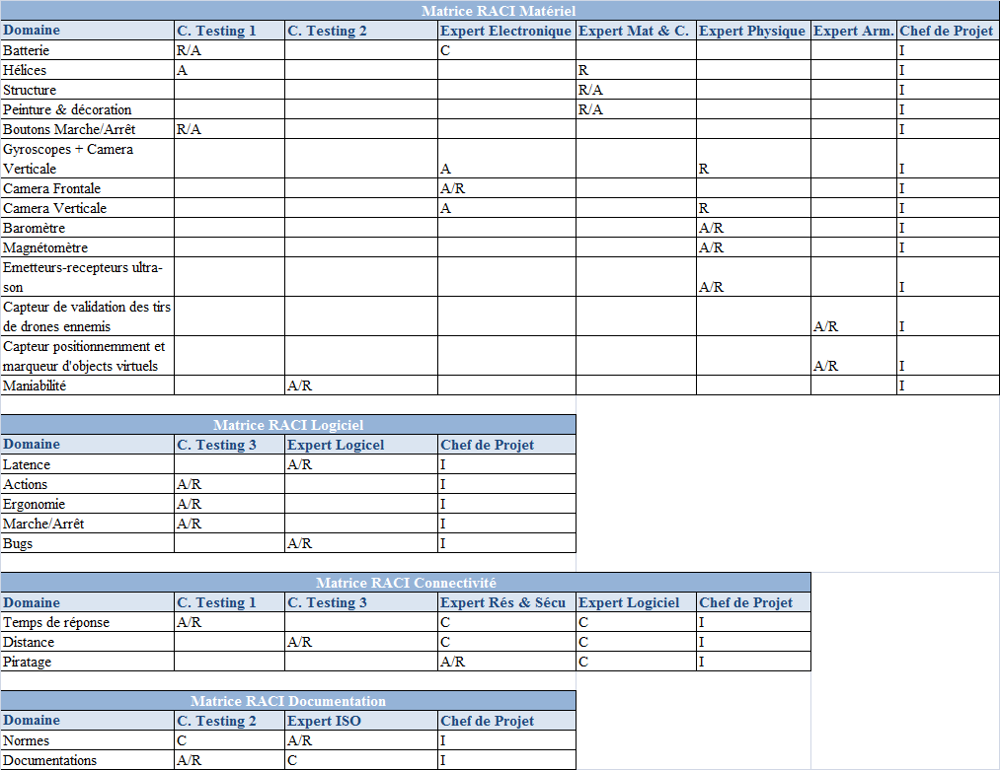 Matrice RACI Matériel
Domaine C. Testing 1 C. Testing 2 Expert Electronique Expert Mat & C. Expert Physique Expert Arm. Chef de Projet
Batterie R/A C I
Hélices A R I
Structure R/A I
Peinture & décoration R/A I
Boutons Marche/Arrêt R/A I
Gyroscopes + Camera
Verticale A R I
Camera Frontale A/R I
Camera Verticale A R I
Baromètre A/R I
Magnétomètre A/R I
Emetteurs-recepteurs ultra-
son A/R I
Capteur de validation des tirs
de drones ennemis A/R I
Capteur positionnemment et
marqueur d'objects virtuels A/R I
Maniabilité A/R I
Matrice RACI Logiciel
Domaine C. Testing 3 Expert Logicel Chef de Projet
Latence A/R I
Actions A/R I
Ergonomie A/R I
Marche/Arrêt A/R I
Bugs A/R I
Matrice RACI Connectivité
Domaine C. Testing 1 C. Testing 3 Expert Rés & Sécu Expert Logiciel Chef de Projet
Temps de réponse A/R C C I
Distance A/R C C I
Piratage A/R C I
Matrice RACI Documentation
Domaine C. Testing 2 Expert ISO Chef de Projet
Normes C A/R I
Documentations A/R C I